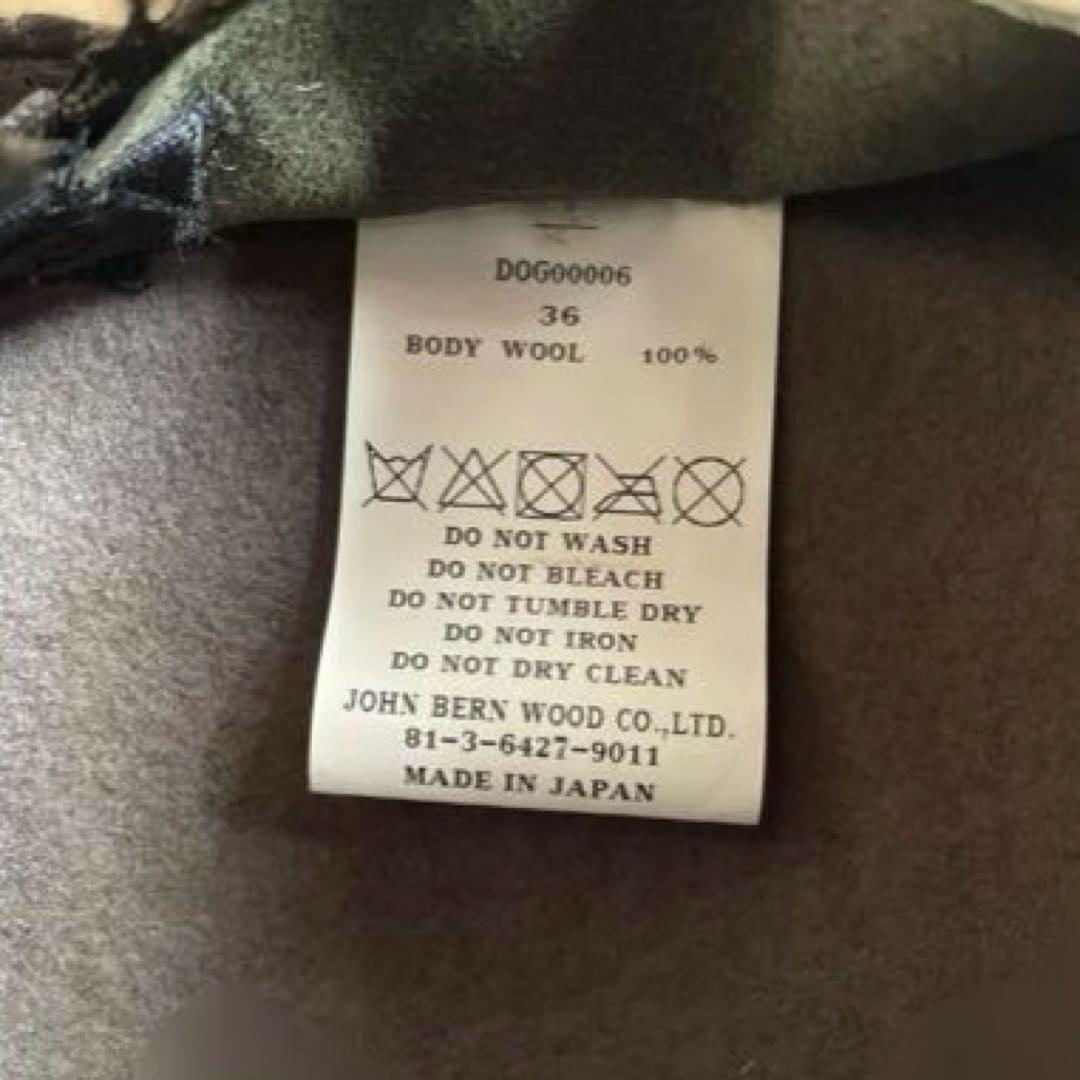 DOG00006
36
BODY WOOL 100%
DO NOT WASH
DO NOT BLEACH
DO NOT TUMBLE DRY
DO NOT IRON
DO NOT DRY CLEAN
JOHN BERN WOOD CO.,LTD.
81-3-6427-9011
MADE IN JAPAN